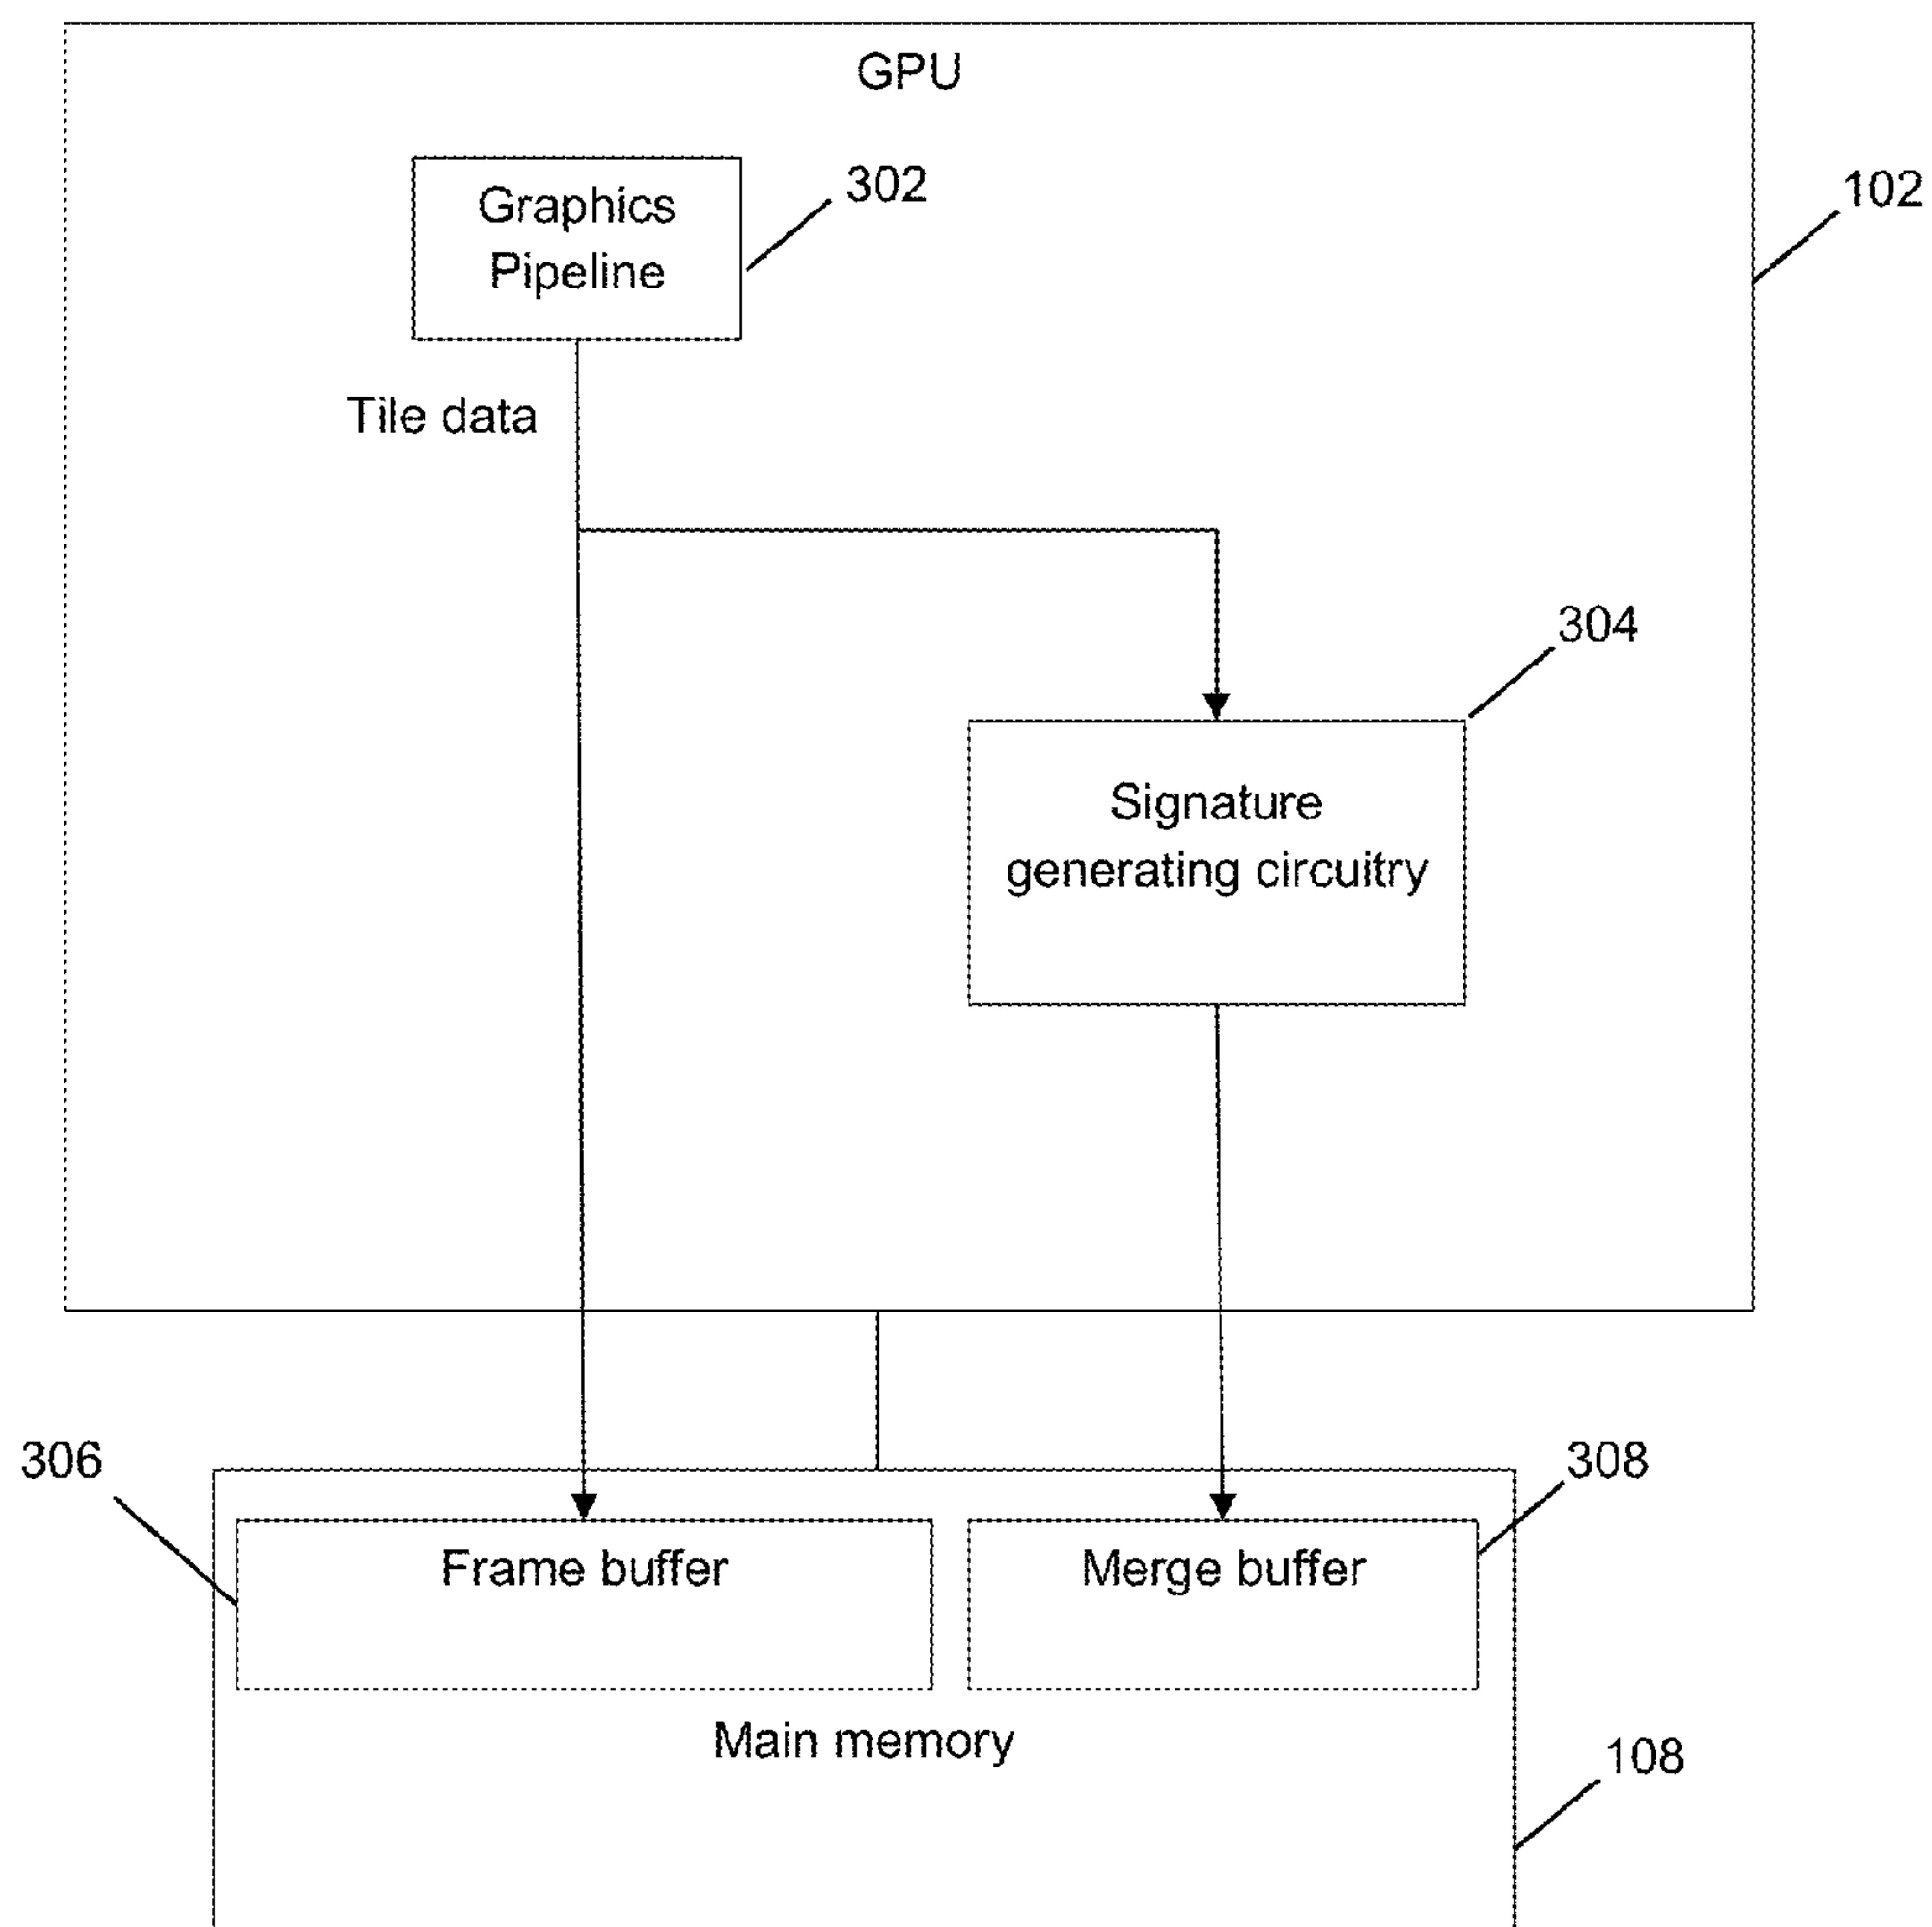 GPU
Graphics
Pipeline
302
102
Tile data
304
Signature
generating circuitry
306
308
Frame buffer
Merge buffer
Main memory
108